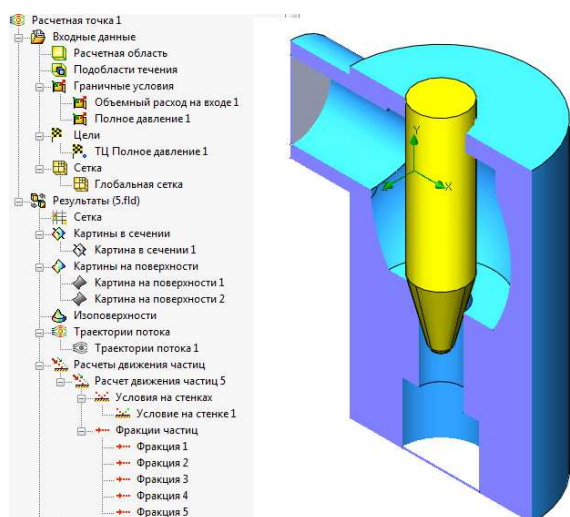 Расчетная точка 1
Входные данные
Расчетная область
Подобласти течения
Граничные условия
Объемный расход на входе 1
Полное давление 1
Цели
ТЦ Полное давление 1
Сетка
Глобальная сетка
Результаты (5.fld)
Сетка
Картины в сечении
Картина в сечении 1
Картины на поверхности
Картина на поверхности 1
Картина на поверхности 2
Изоповерхности
Траектории потока
Траектории потока 1
Расчеты движения частиц
Расчет движения частиц 5
Условия на стенках
Условие на стенке 1
Фракции частиц
Фракция 1
Фракция 2
Фракция 3
Фракция 4
Фракция 5
Y
Z
X